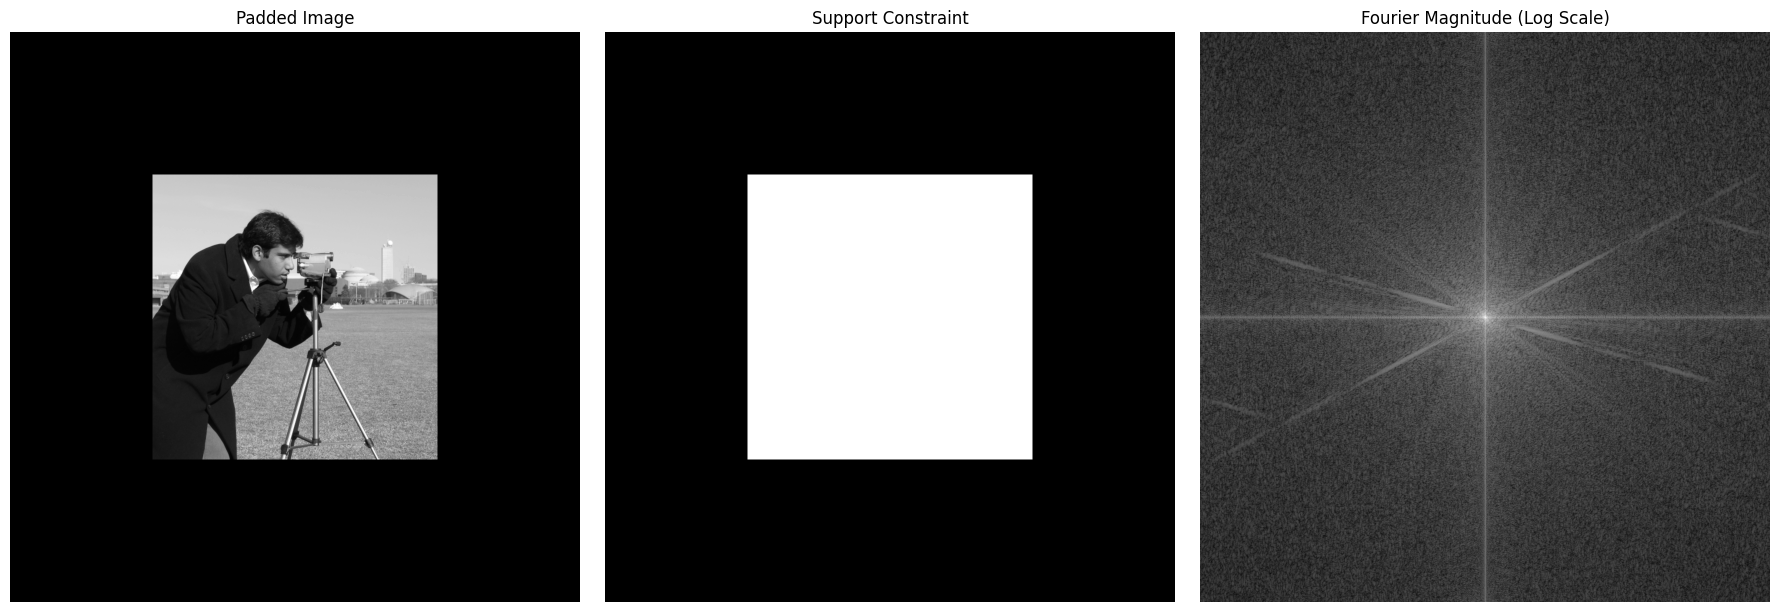 Padded Image
Support Constraint
Fourier Magnitude (Log Scale)